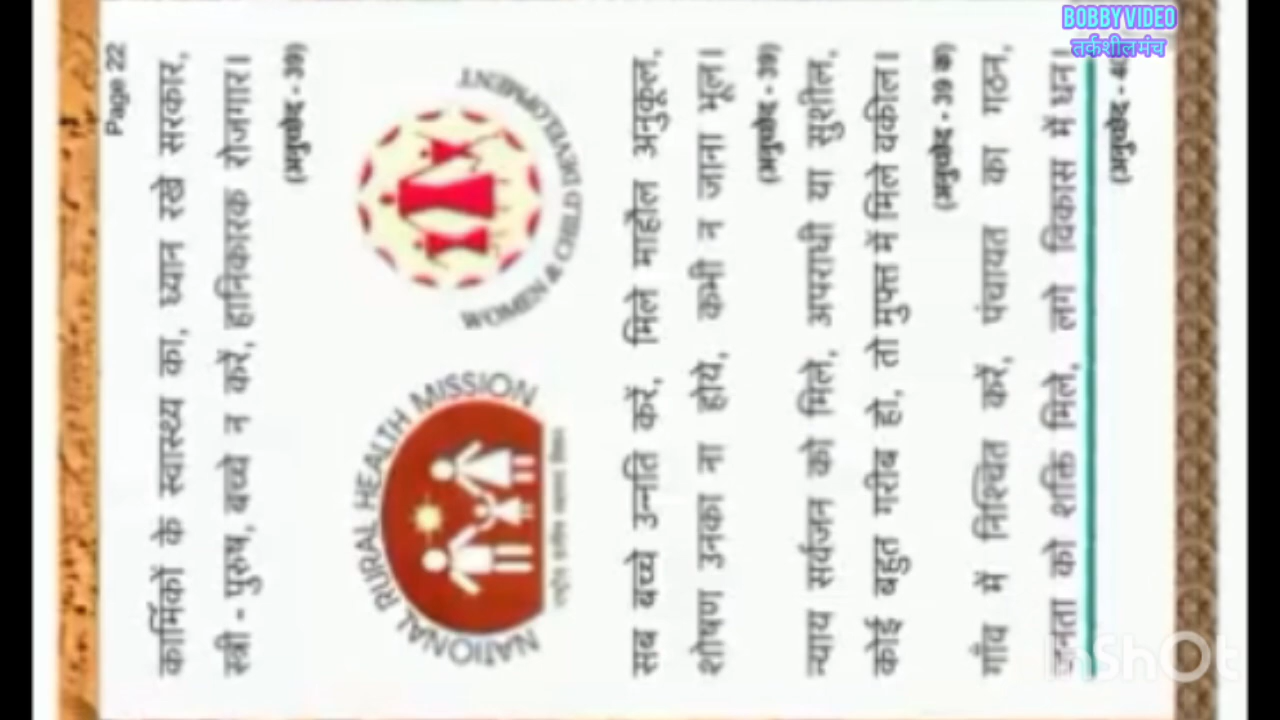 BOBBY VIDEO
तर्कशील मंच
Page 22
कार्मिकों के स्वास्थ्य का, ध्यान रखे सरकार,
स्त्री - पुरुष, बच्चे न करें, हानिकारक रोजगार।
(अनुच्छेद - 39)
NATIONAL RURAL HEALTH MISSION
WOMEN & CHILD DEVELOPMENT
सब बच्चे उन्नति करें, मिले माहौल अनुकूल,
शोषण उनका ना होये, कभी न जाना भूल।
(अनुच्छेद - 39)
न्याय सर्वजन को मिले, अपराधी या सुशील,
कोई बहुत गरीब हो, तो मुफ्त में मिले वकील।
(अनुच्छेद - 39 क)
गाँव में निश्चित करें, पंचायत का गठन,
जनता को शक्ति मिले, लगे विकास में धन।
(अनुच्छेद -
InShOt